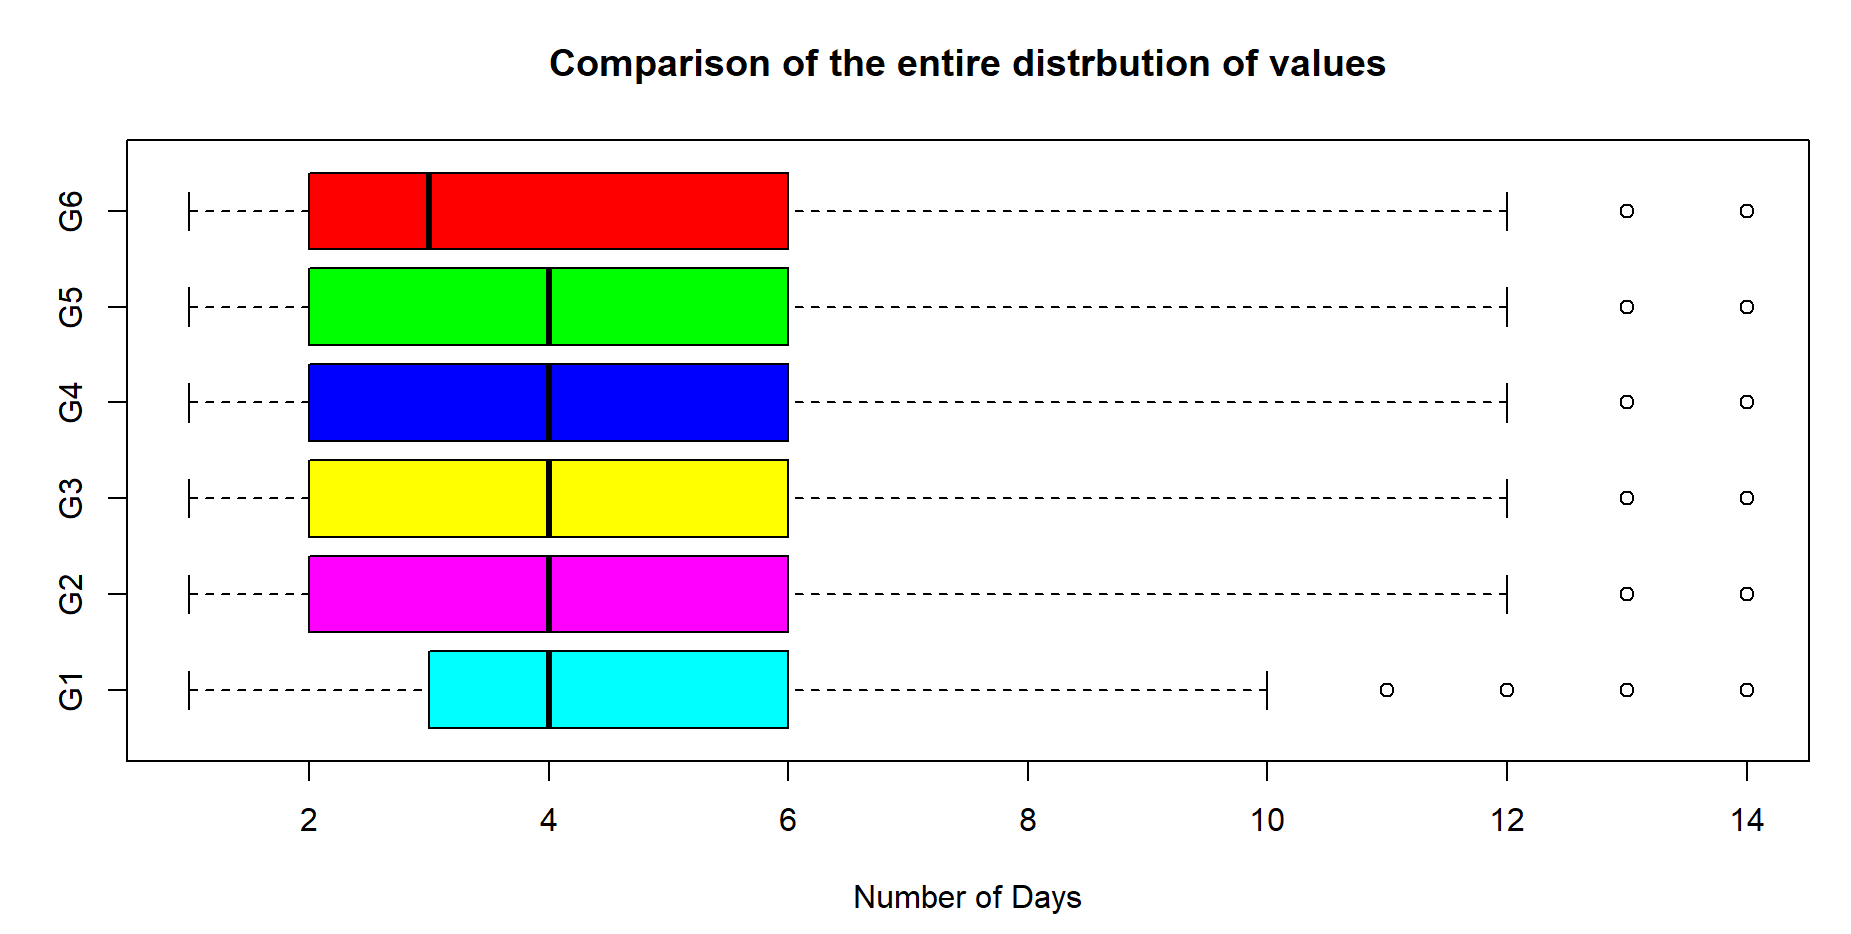 Comparison of the entire distrbution of values
G6
G5
G4
G3
G2
G1
2 4 6 8 10 12 14
Number of Days